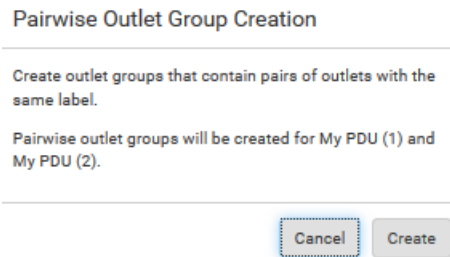 Pairwise Outlet Group Creation
Create outlet groups that contain pairs of outlets with the
same label.
Pairwise outlet groups will be created for My PDU (1) and
My PDU (2).
Cancel Create